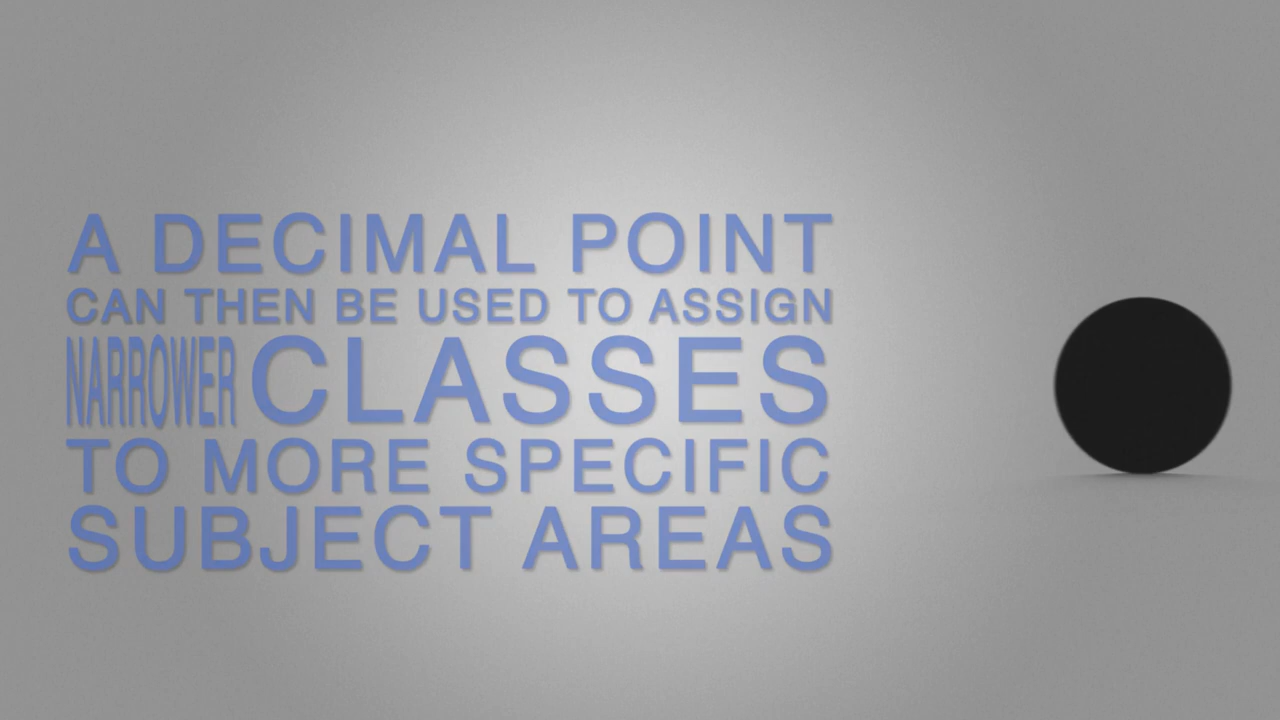 A DECIMAL POINT
CAN THEN BE USED TO ASSIGN
NARROWER CLASSES
TO MORE SPECIFIC
SUBJECT AREAS